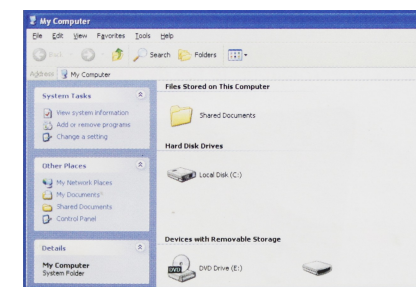 My Computer
File Edit View Favorites Tools Help
Back Search Folders
Address My Computer
System Tasks
View system information
Add or remove programs
Change a setting
Other Places
My Network Places
My Documents
Shared Documents
Control Panel
Details
My Computer
System Folder
Files Stored on This Computer
Shared Documents
Hard Disk Drives
Local Disk (C:)
Devices with Removable Storage
DVD
DVD Drive (E:)